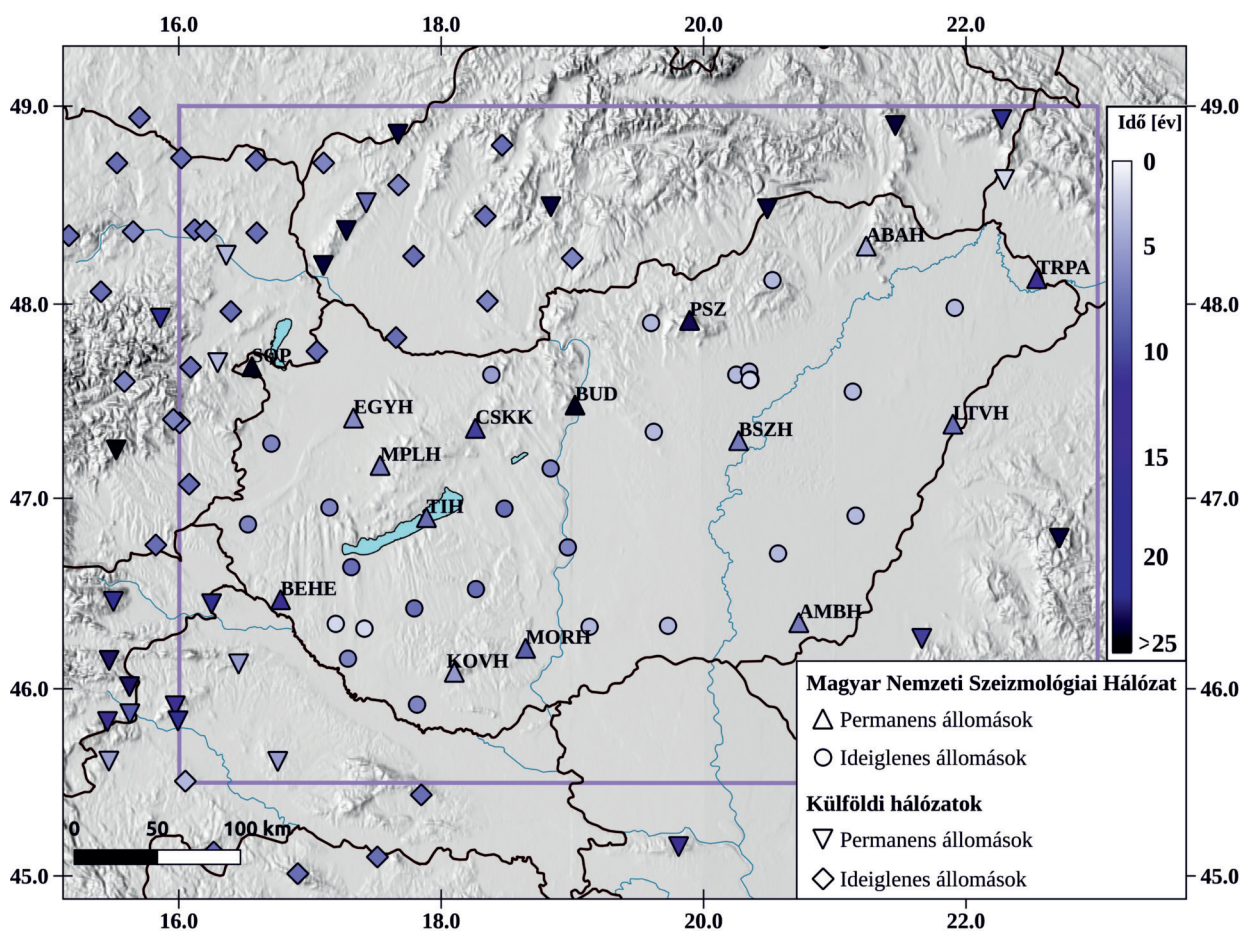 16.0 18.0 20.0 22.0
49.0 49.0
Idő [év]
0
5
10
15
20
>25
ABAH
TRPA
48.0 48.0
PSZ
SOP
BUD
EGYH
CSKK
LTVH
BSZH
MPLH
47.0 47.0
TIH
BEHE
AMBH
MORH
KOVH
46.0 46.0
Magyar Nemzeti Szeizmológiai Hálózat
Permanens állomások
Ideiglenes állomások
Külföldi hálózatok
Permanens állomások
Ideiglenes állomások
0 50 100 km
45.0 45.0
16.0 18.0 20.0 22.0